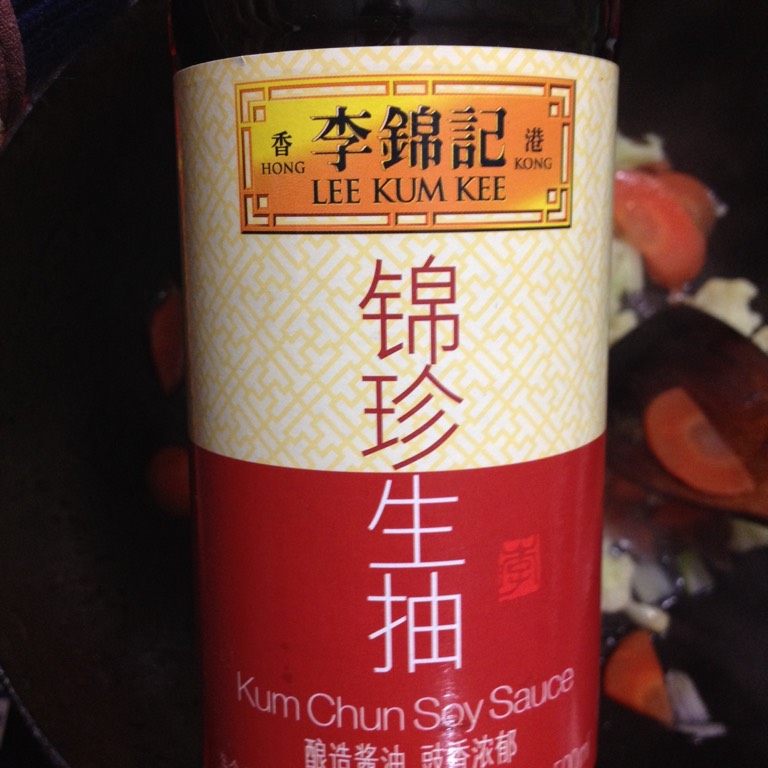 香 李錦記 港
HONG LEE KUM KEE KONG
锦
珍
生
抽
李
Kum Chun Soy Sauce
酿造酱油 豉香浓郁